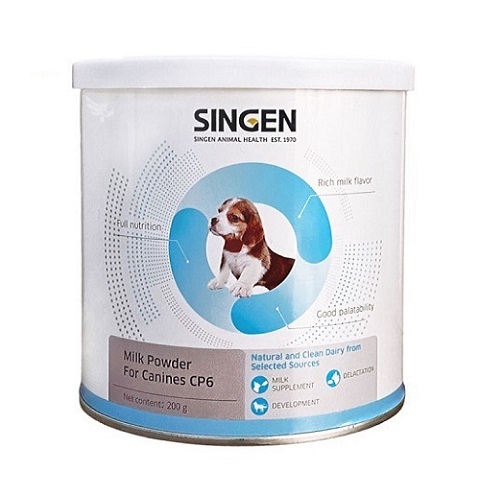 SINGEN
SINGEN ANIMAL HEALTH EST. 1970
Rich milk flavor
Full nutrition
Good palatability
Milk Powder
For Canines CP6
Net content: 200 g
Natural and Clean Dairy from
Selected Sources
MILK
SUPPLEMENT
DELACTATION
DEVELOPMENT